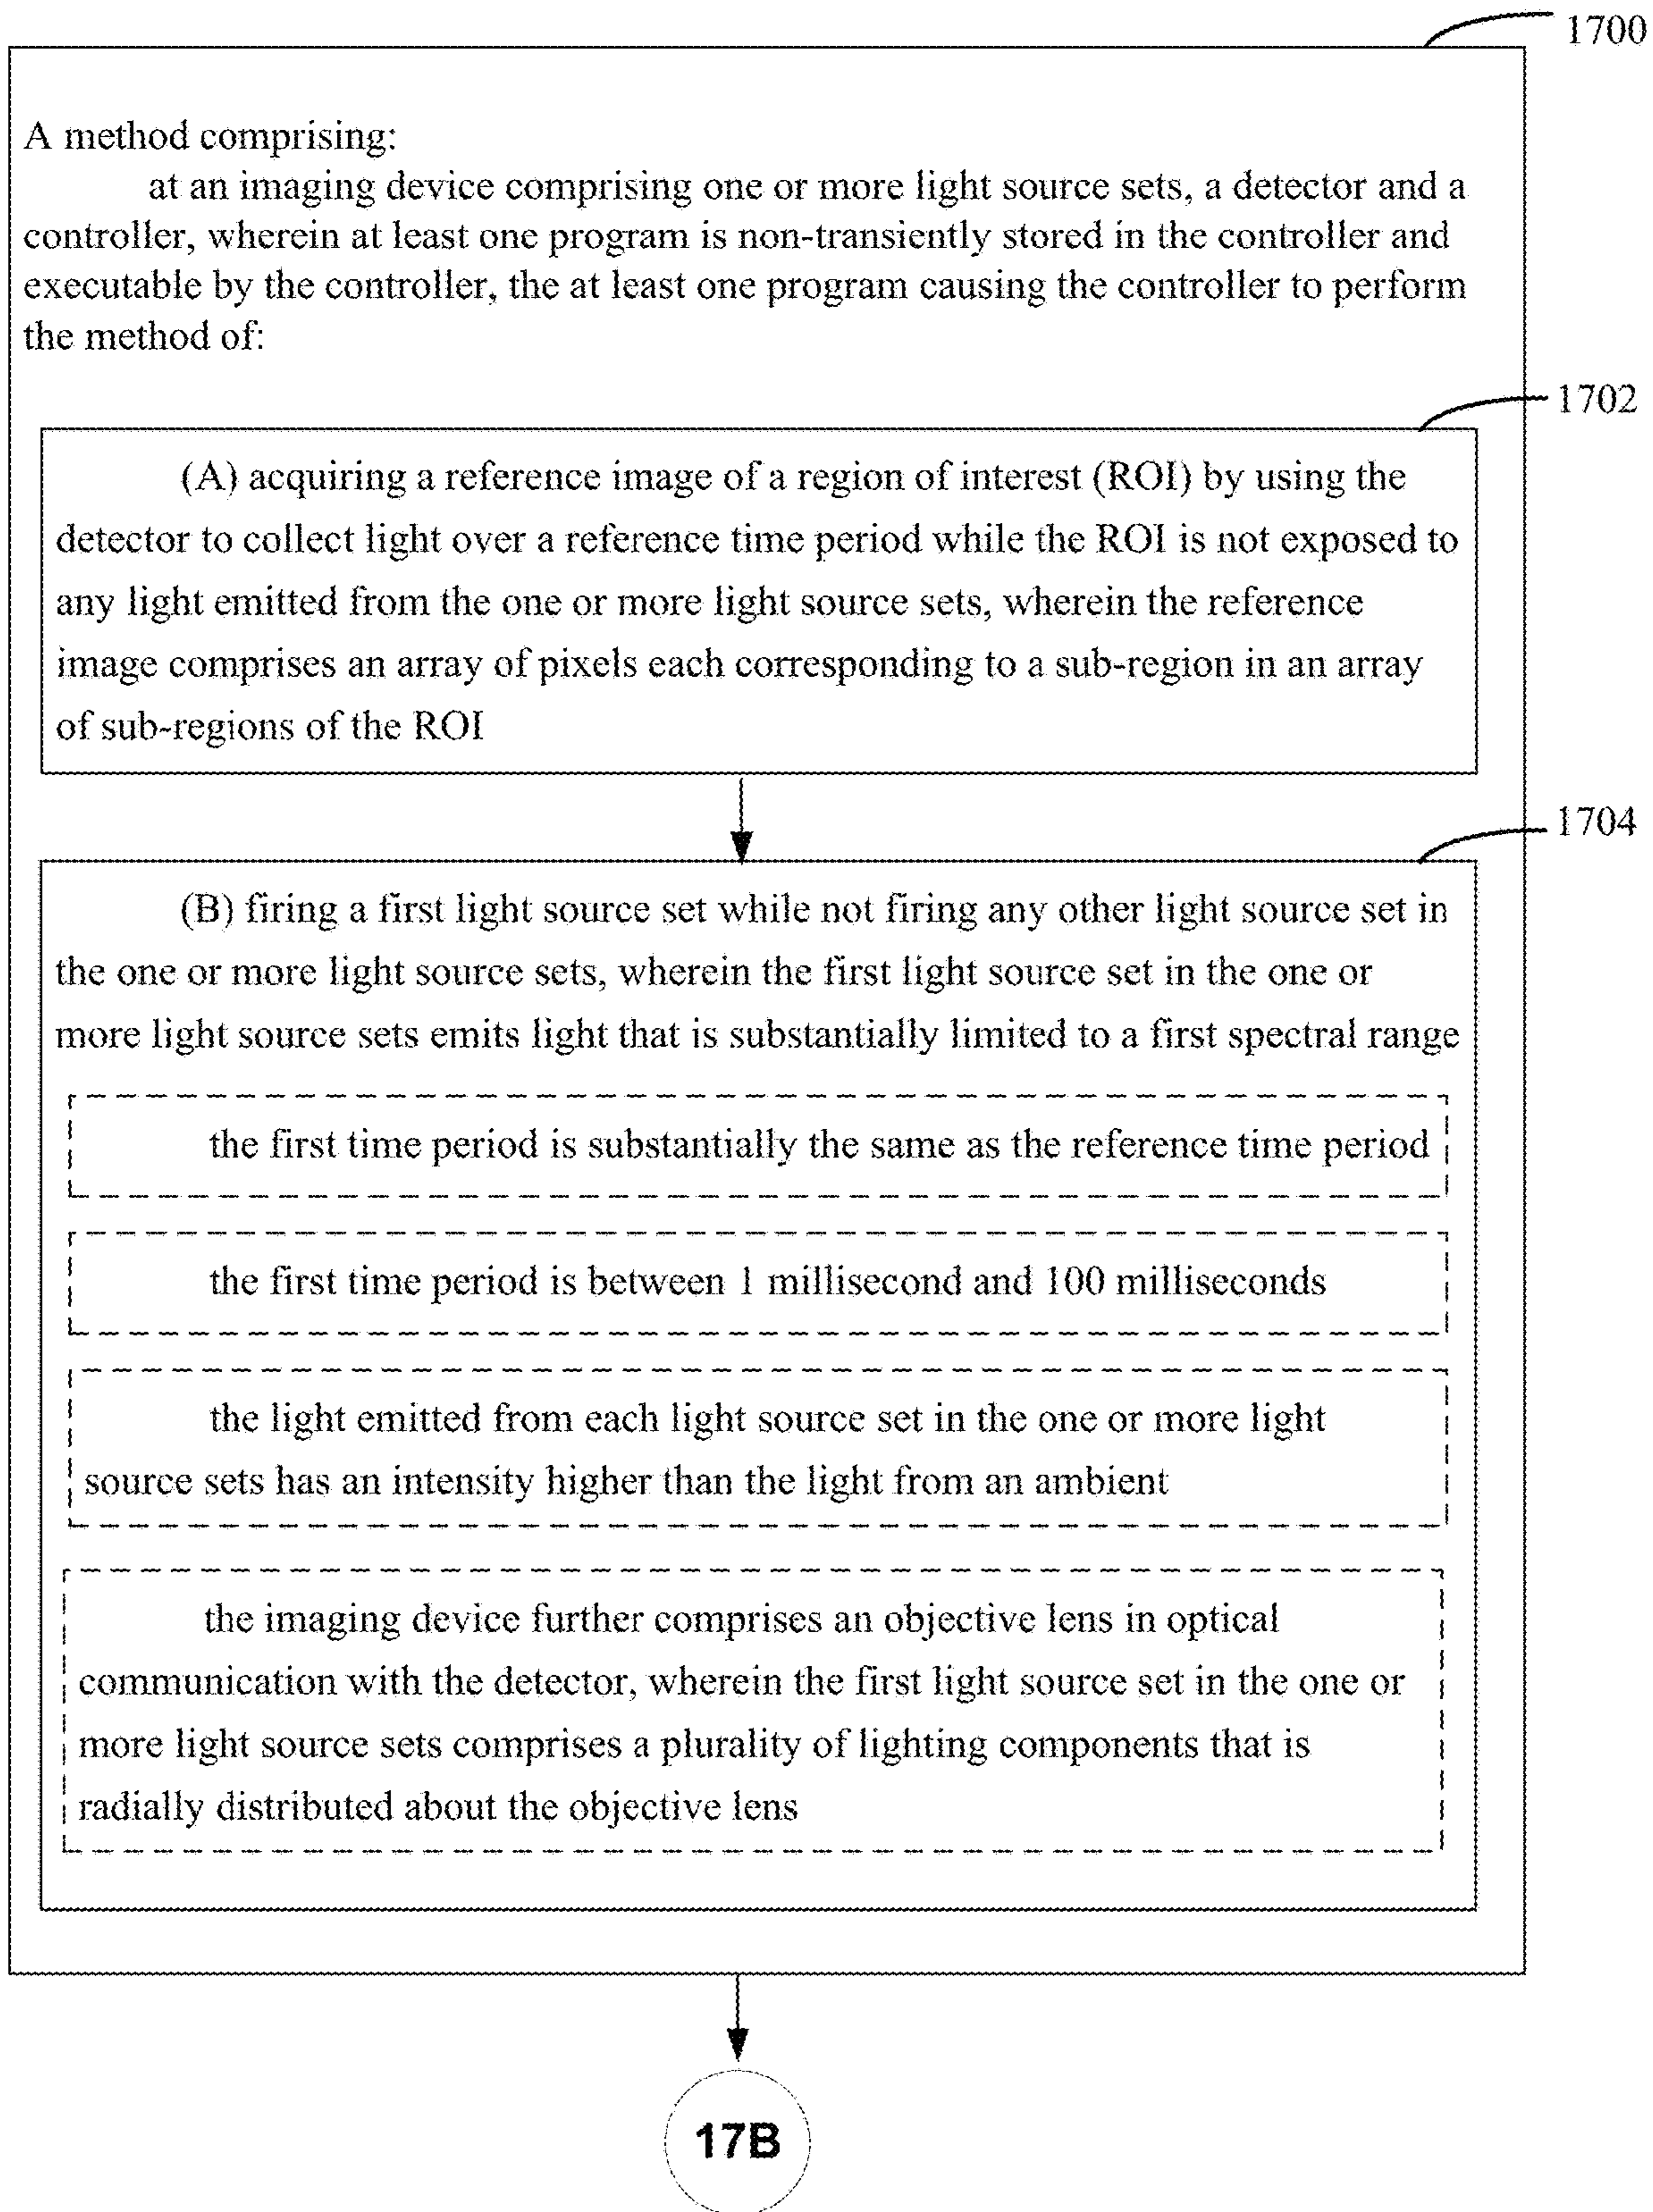 1700
A method comprising:
at an imaging device comprising one or more light source sets, a detector and a
controller, wherein at least one program is non-transiently stored in the controller and
executable by the controller, the at least one program causing the controller to perform
the method of:
1702
(A) acquiring a reference image of a region of interest (ROI) by using the
detector to collect light over a reference time period while the ROI is not exposed to
any light emitted from the one or more light source sets, wherein the reference
image comprises an array of pixels each corresponding to a sub-region in an array
of sub-regions of the ROI
1704
(B) firing a first light source set while not firing any other light source set in
the one or more light source sets, wherein the first light source set in the one or
more light source sets emits light that is substantially limited to a first spectral range
the first time period is substantially the same as the reference time period
the first time period is between 1 millisecond and 100 milliseconds
the light emitted from each light source set in the one or more light
source sets has an intensity higher than the light from an ambient
the imaging device further comprises an objective lens in optical
communication with the detector, wherein the first light source set in the one or
more light source sets comprises a plurality of lighting components that is
radially distributed about the objective lens
17B